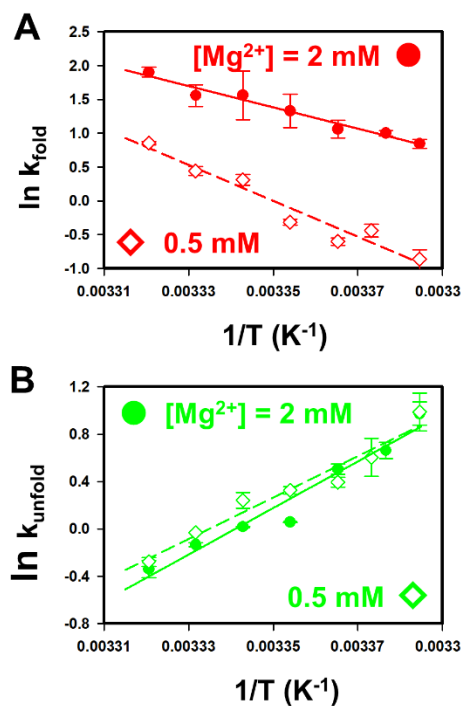 A
[Mg²⁺] = 2 mM
2.5
2.0
1.5
1.0
0.5
0.0
-0.5
-1.0
ln k_fold
0.5 mM
0.00331 0.00333 0.00335 0.00337 0.0033
1/T (K⁻¹)
B
[Mg²⁺] = 2 mM
1.2
0.8
0.4
0.0
-0.4
-0.8
ln k_unfold
0.5 mM
0.00331 0.00333 0.00335 0.00337 0.0033
1/T (K⁻¹)